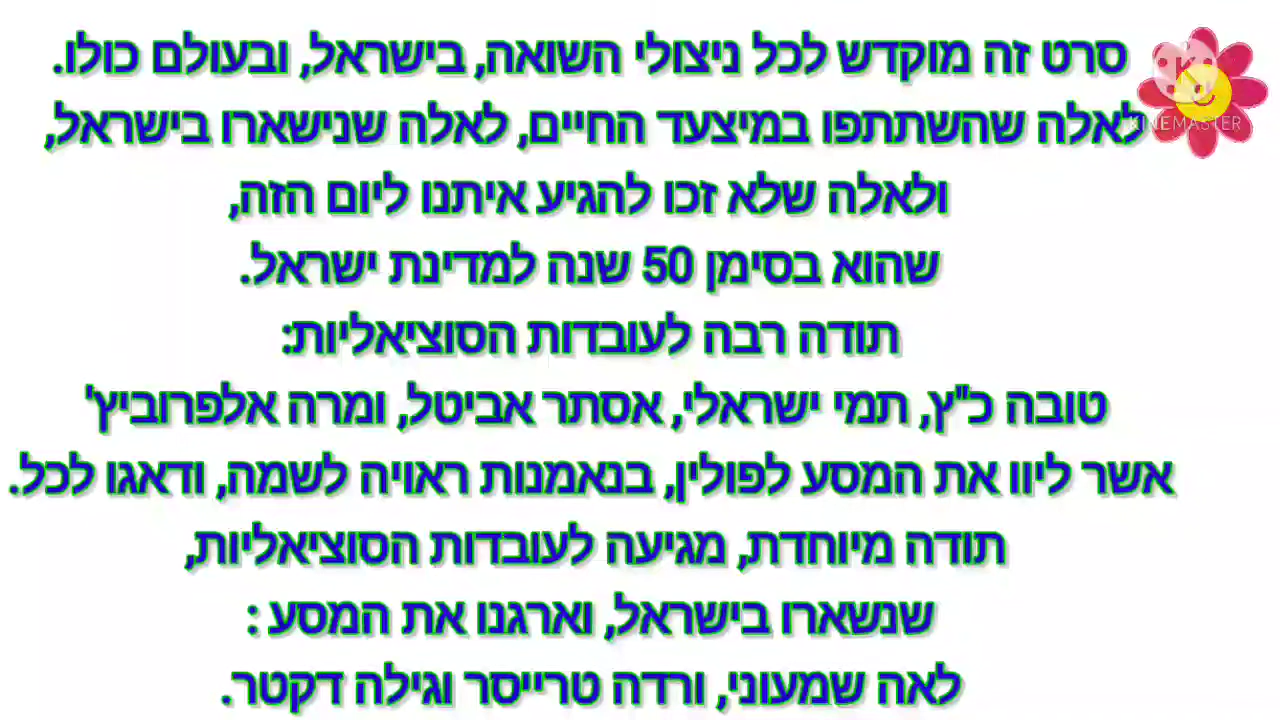 סרט זה מוקדש לכל ניצולי השואה, בישראל, ובעולם כולו.
לאלה שהשתתפו במיצעד החיים, לאלה שנישארו בישראל,
ולאלה שלא זכו להגיע איתנו ליום הזה,
שהוא בסימן 50 שנה למדינת ישראל.
תודה רבה לעובדות הסוציאליות:
טובה כ"ץ, תמי ישראלי, אסתר אביטל, ומרה אלפרוביץ'
אשר ליוו את המסע לפולין, בנאמנות ראויה לשמה, ודאגו לכל.
תודה מיוחדת, מגיעה לעובדות הסוציאליות,
שנשארו בישראל, וארגנו את המסע :
לאה שמעוני, ורדה טרייסר וגילה דקטר.
KINEMASTER